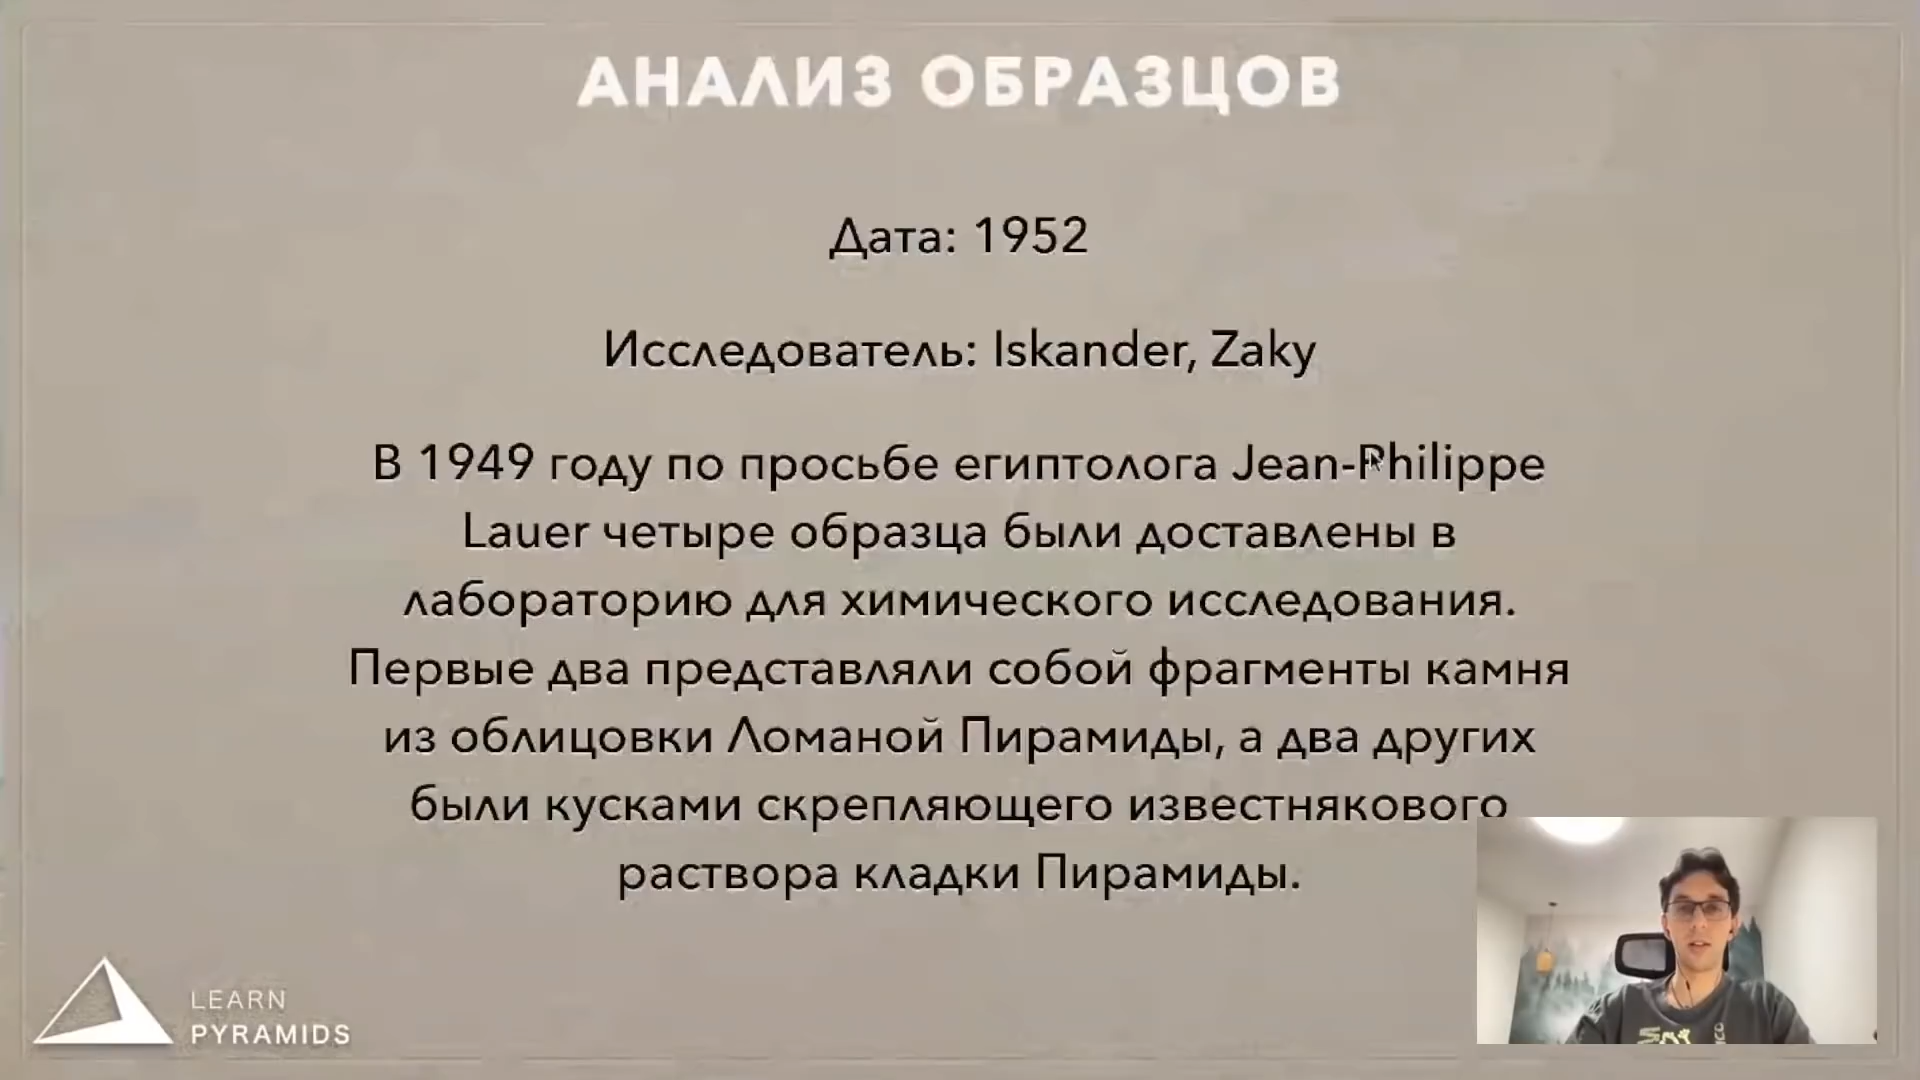 АНАЛИЗ ОБРАЗЦОВ
Дата: 1952
Исследователь: Iskander, Zaky
В 1949 году по просьбе египтолога Jean-Philippe
Lauer четыре образца были доставлены в
лабораторию для химического исследования.
Первые два представляли собой фрагменты камня
из облицовки Ломаной Пирамиды, а два других
были кусками скрепляющего известнякового
раствора кладки Пирамиды.
LEARN
PYRAMIDS